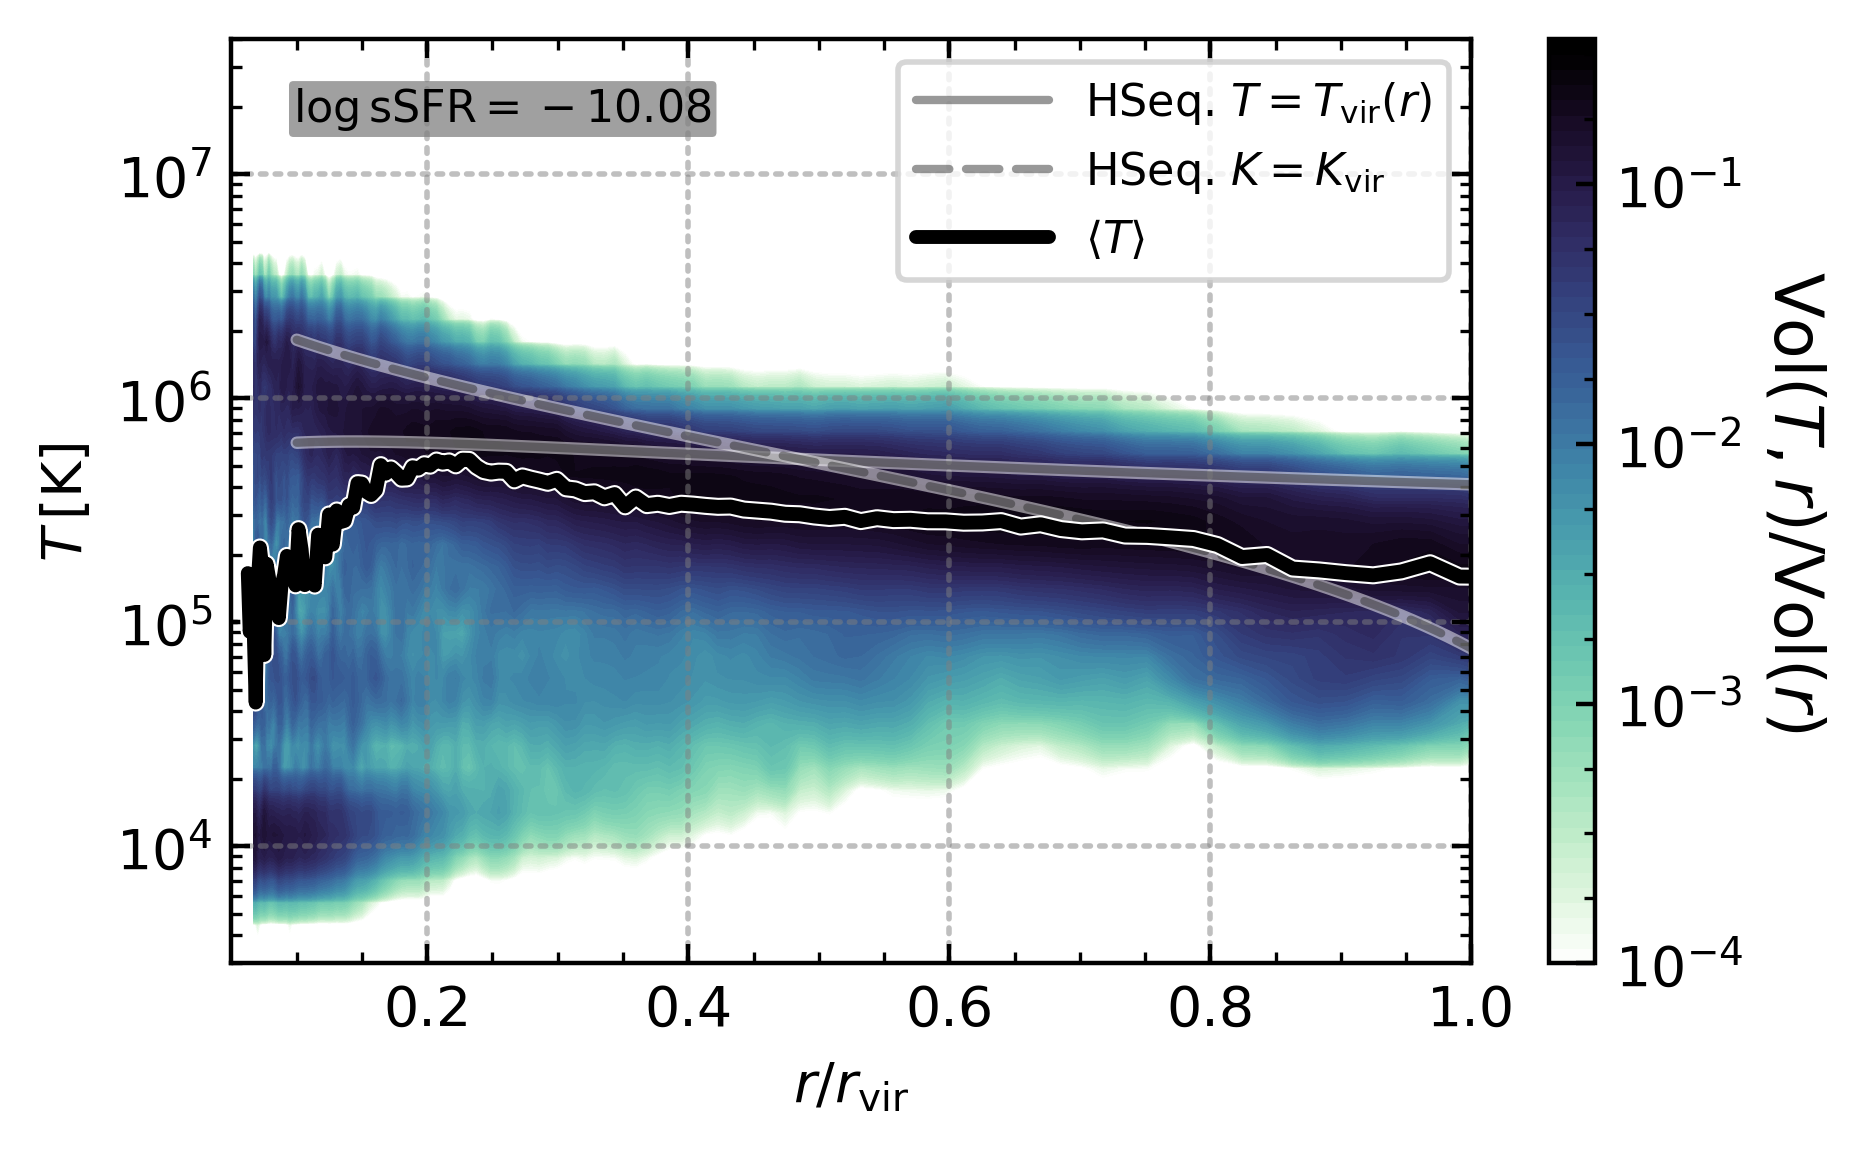 log sSFR = −10.08
HSeq. T = T_vir(r)
HSeq. K = K_vir
⟨T⟩
10^7
10^6
10^5
10^4
T [K]
0.2 0.4 0.6 0.8 1.0
r/r_vir
10^−1
10^−2
10^−3
10^−4
Vol(T, r)/Vol(r)